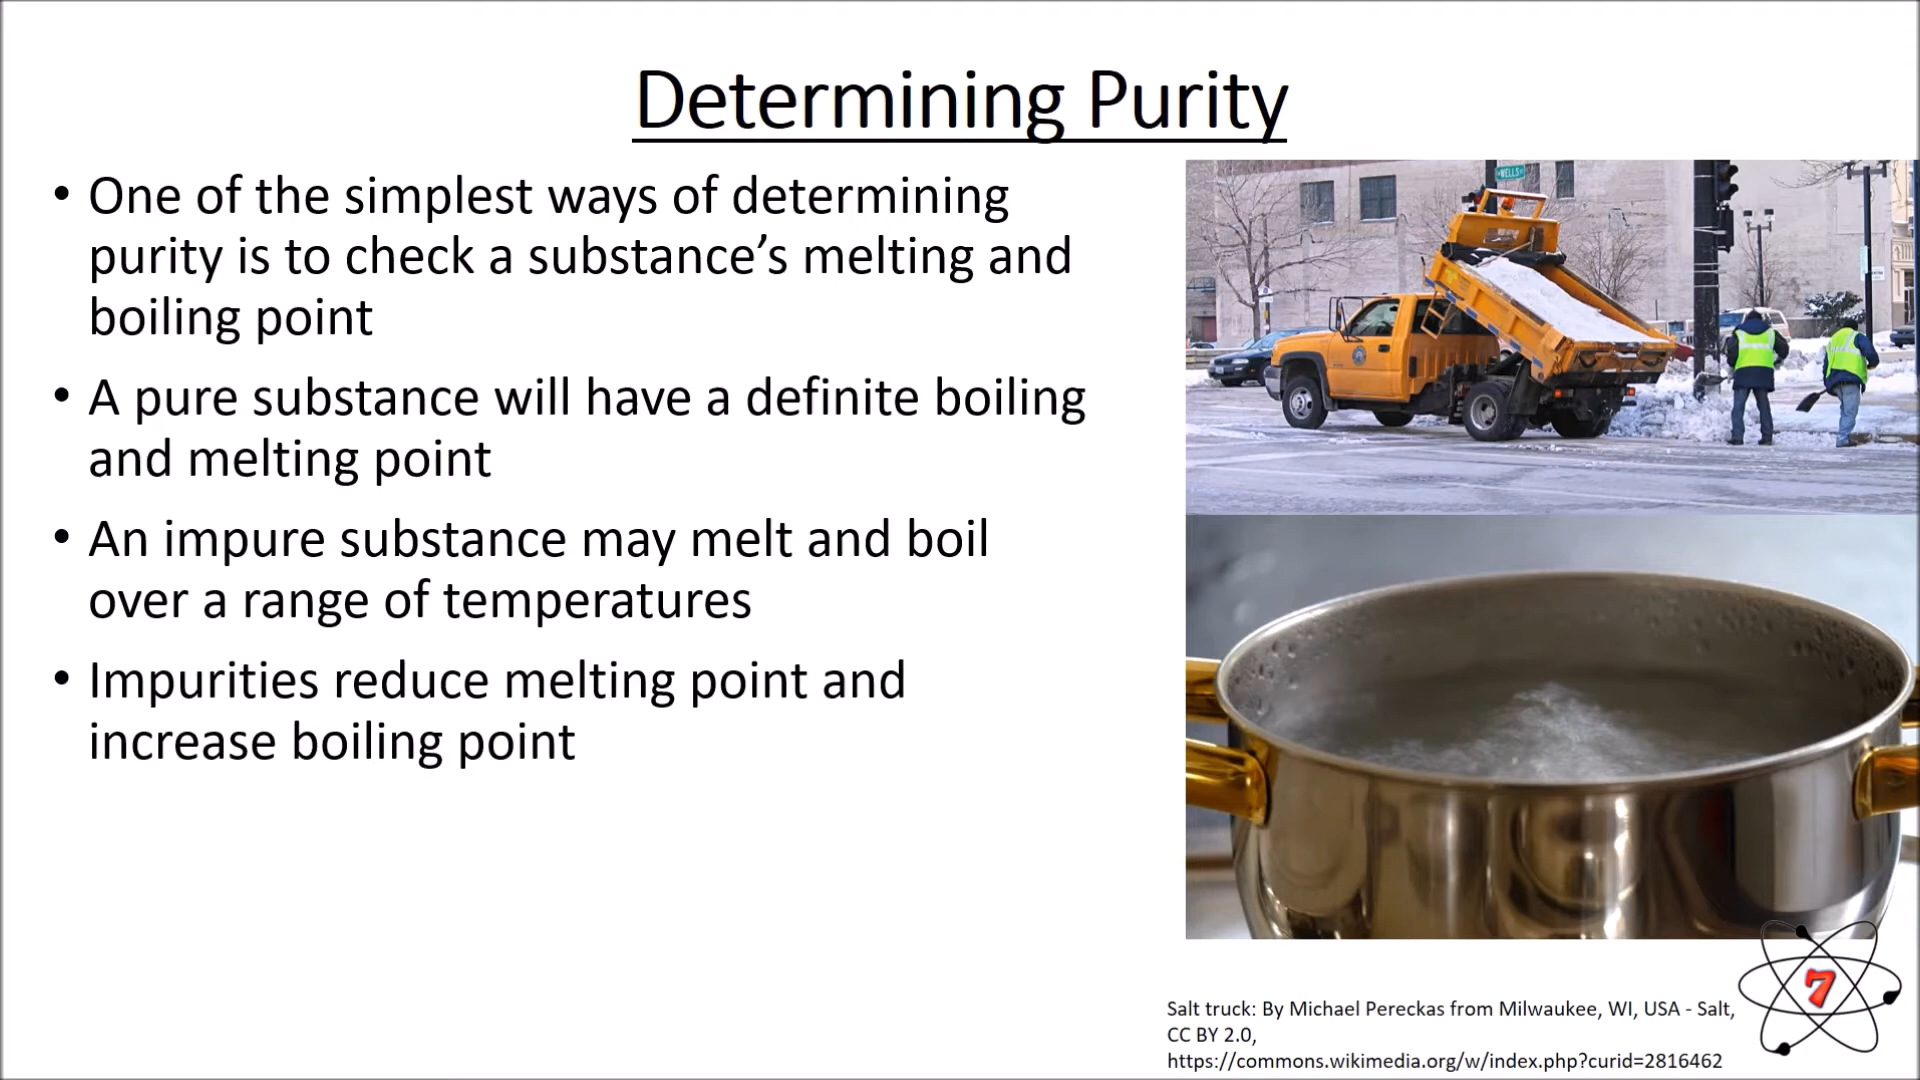 Determining Purity
• One of the simplest ways of determining
purity is to check a substance’s melting and
boiling point
• A pure substance will have a definite boiling
and melting point
• An impure substance may melt and boil
over a range of temperatures
• Impurities reduce melting point and
increase boiling point
WELLS
7
Salt truck: By Michael Pereckas from Milwaukee, WI, USA - Salt,
CC BY 2.0,
https://commons.wikimedia.org/w/index.php?curid=2816462